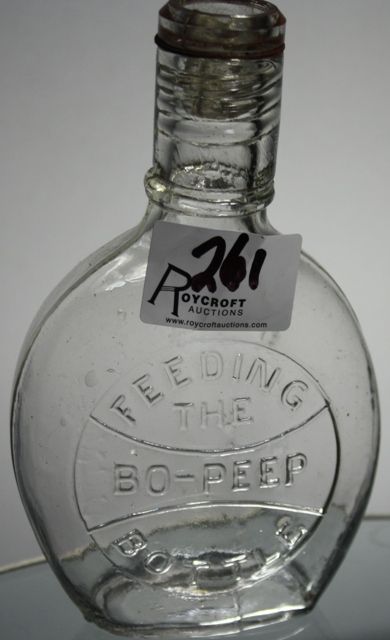 261
ROYCROFT
AUCTIONS
www.roycroftauctions.com
FEEDING
THE
BO-PEEP
BOTTLE